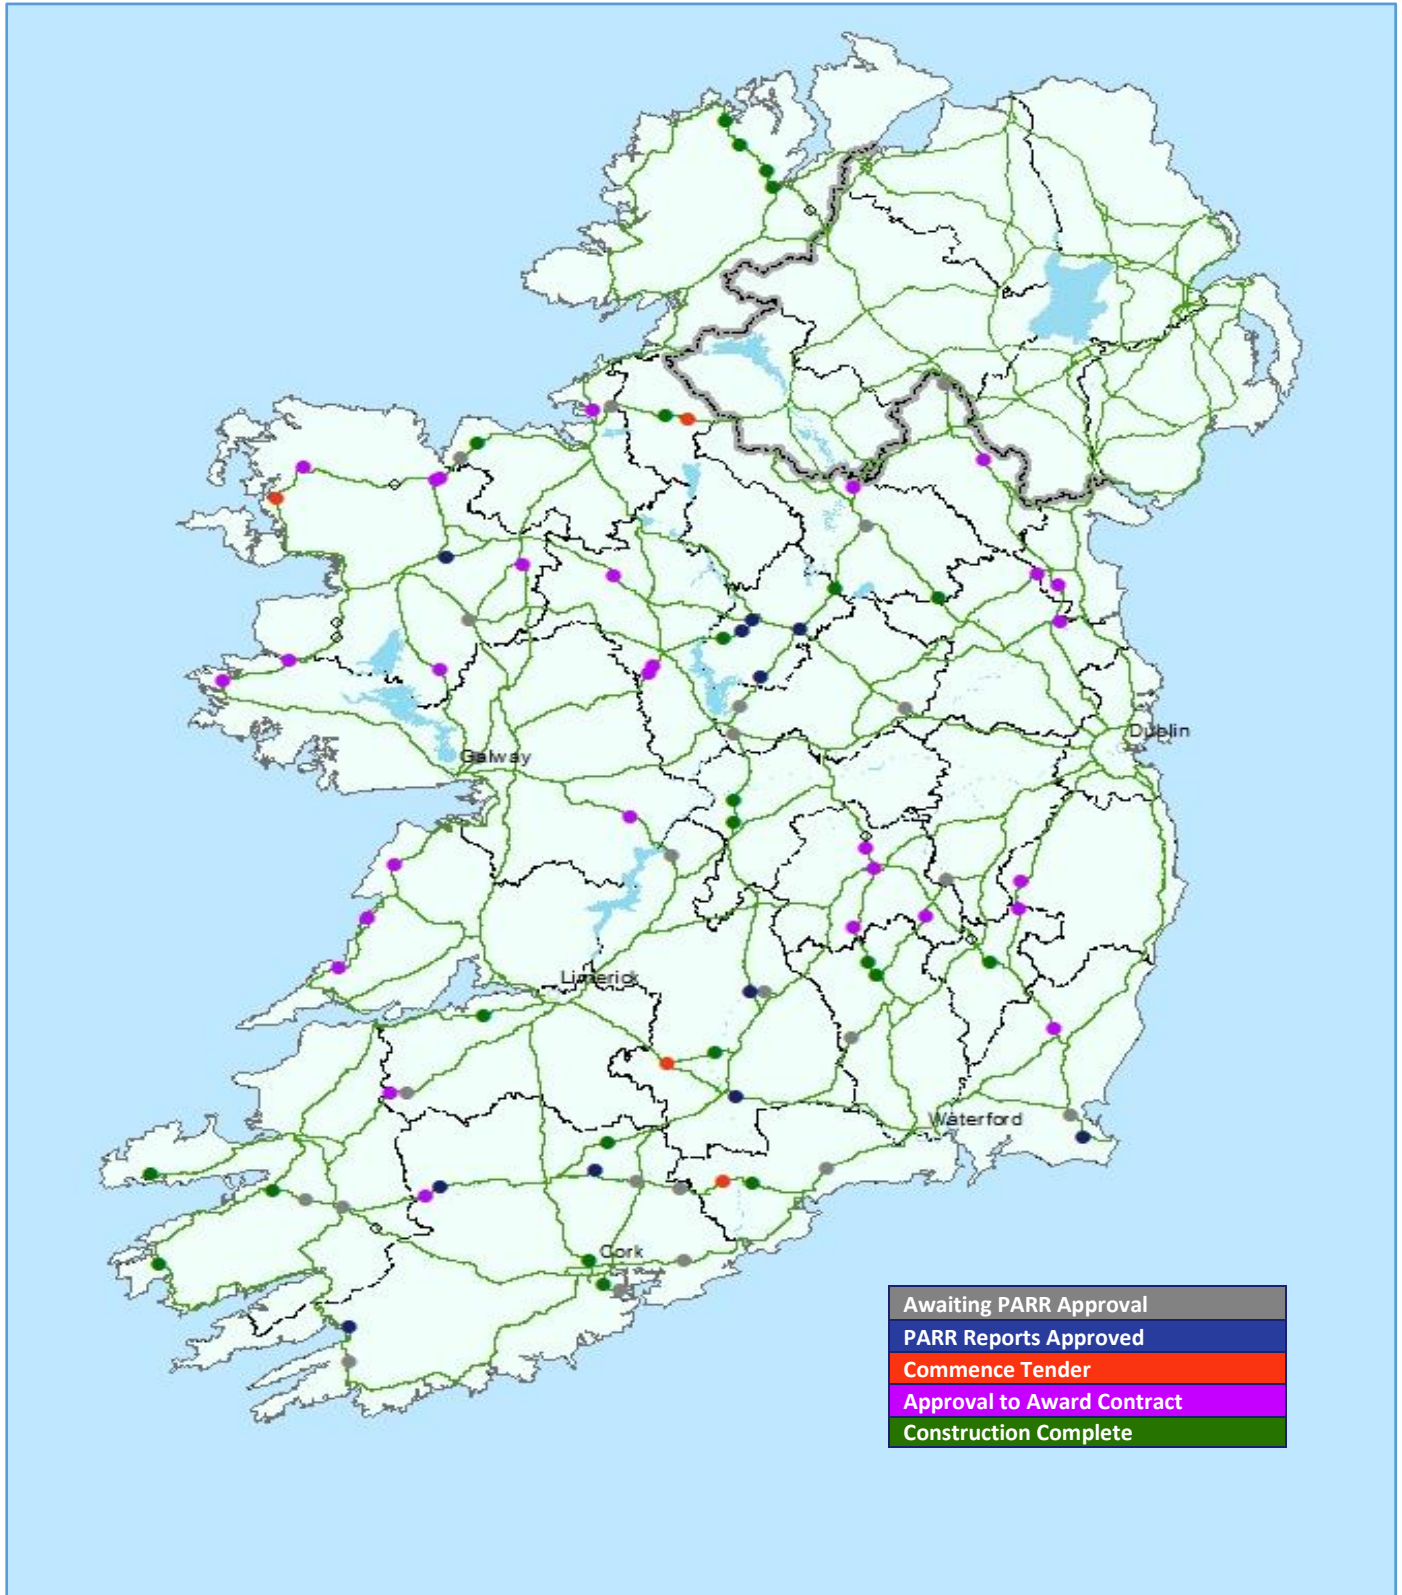 Dublin
Galway
Limerick
Waterford
Cork
Awaiting PARR Approval
PARR Reports Approved
Commence Tender
Approval to Award Contract
Construction Complete